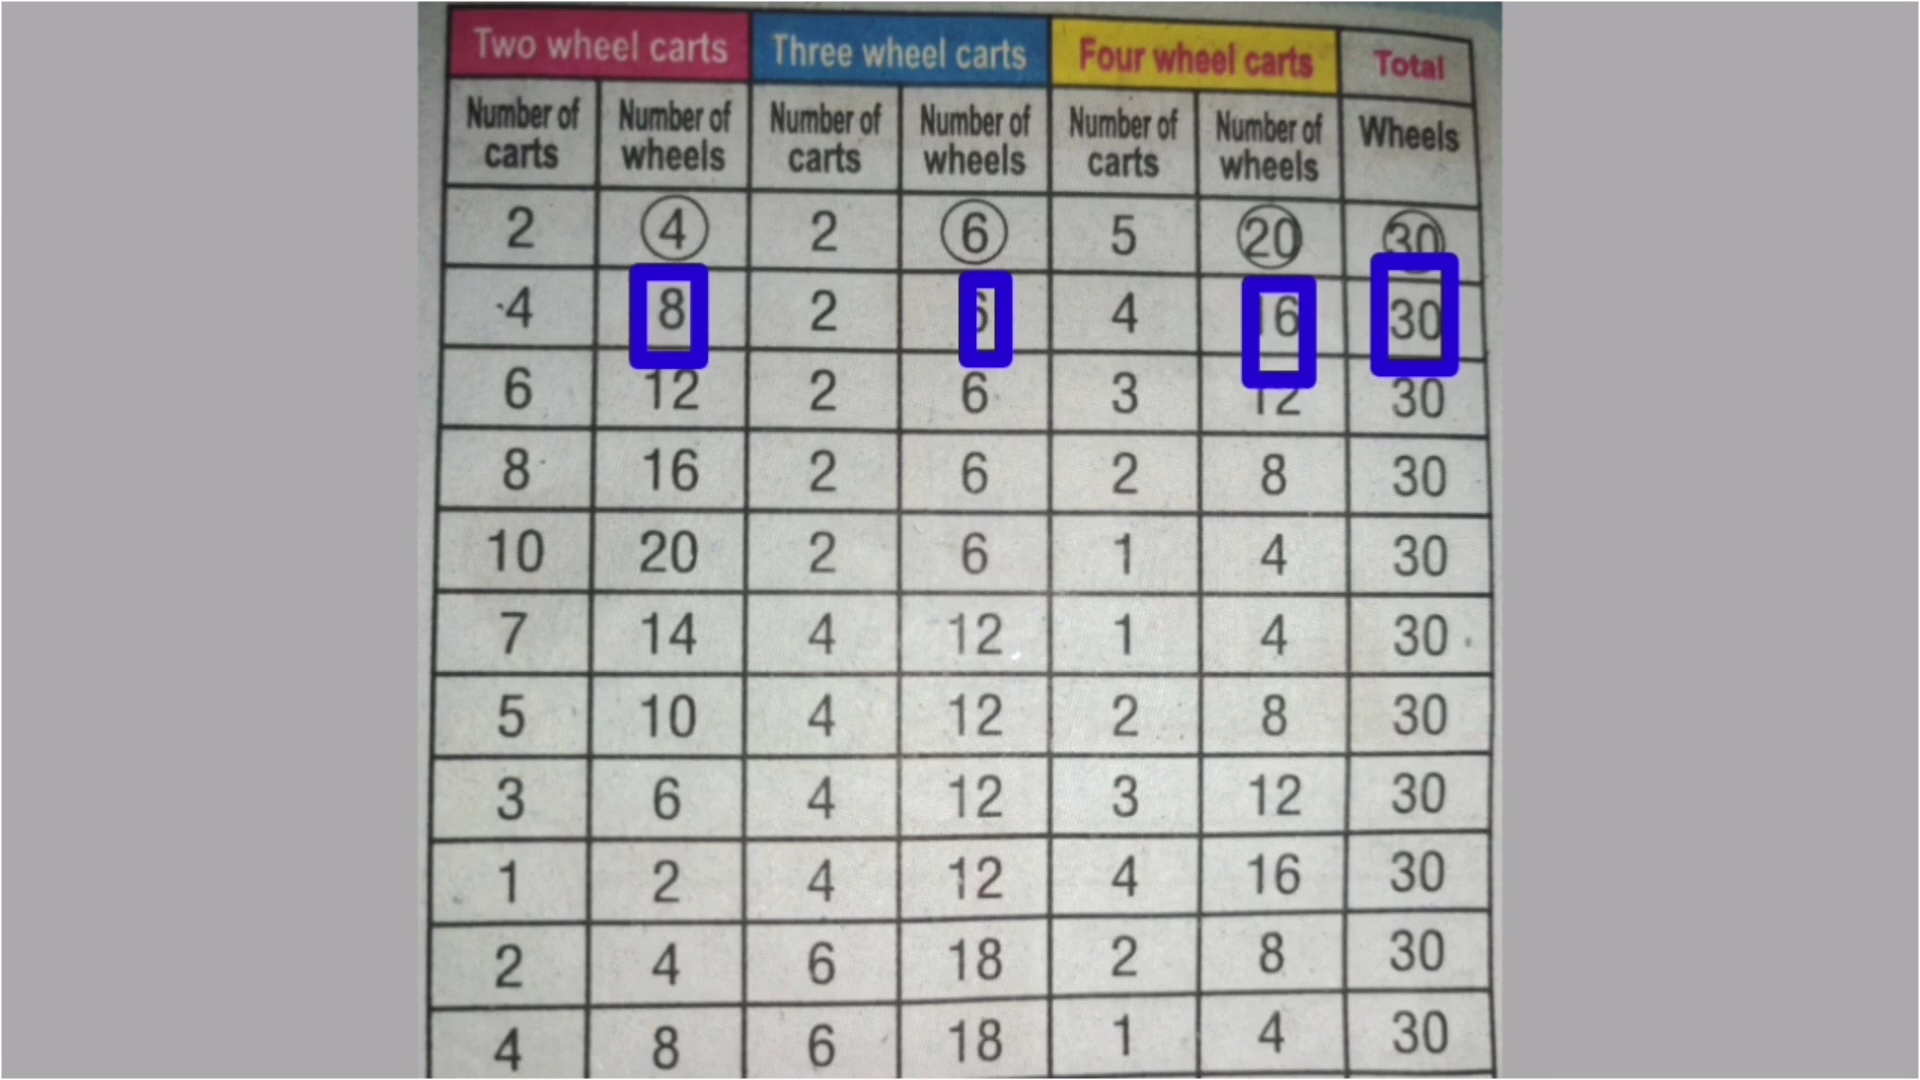 Two wheel carts Three wheel carts Four wheel carts Total
Number of carts Number of wheels Number of carts Number of wheels Number of carts Number of wheels Wheels
2 4 2 6 5 20 30
4 8 2 6 4 16 30
6 12 2 6 3 12 30
8 16 2 6 2 8 30
10 20 2 6 1 4 30
7 14 4 12 1 4 30
5 10 4 12 2 8 30
3 6 4 12 3 12 30
1 2 4 12 4 16 30
2 4 6 18 2 8 30
4 8 6 18 1 4 30